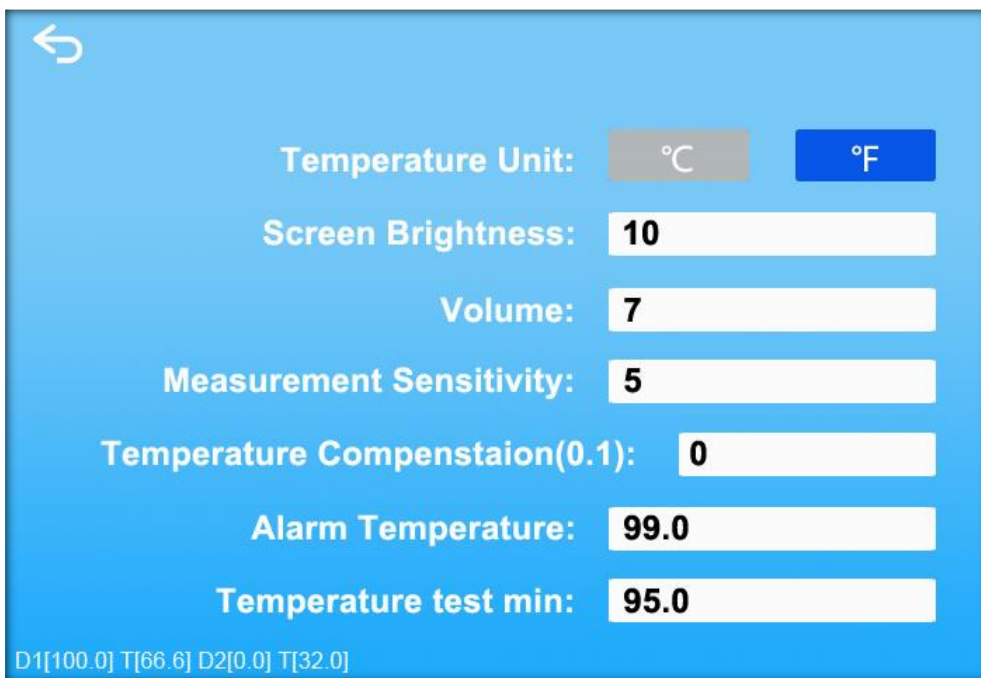 Temperature Unit: °C °F
Screen Brightness: 10
Volume: 7
Measurement Sensitivity: 5
Temperature Compenstaion(0.1): 0
Alarm Temperature: 99.0
Temperature test min: 95.0
D1[100.0] T[66.6] D2[0.0] T[32.0]